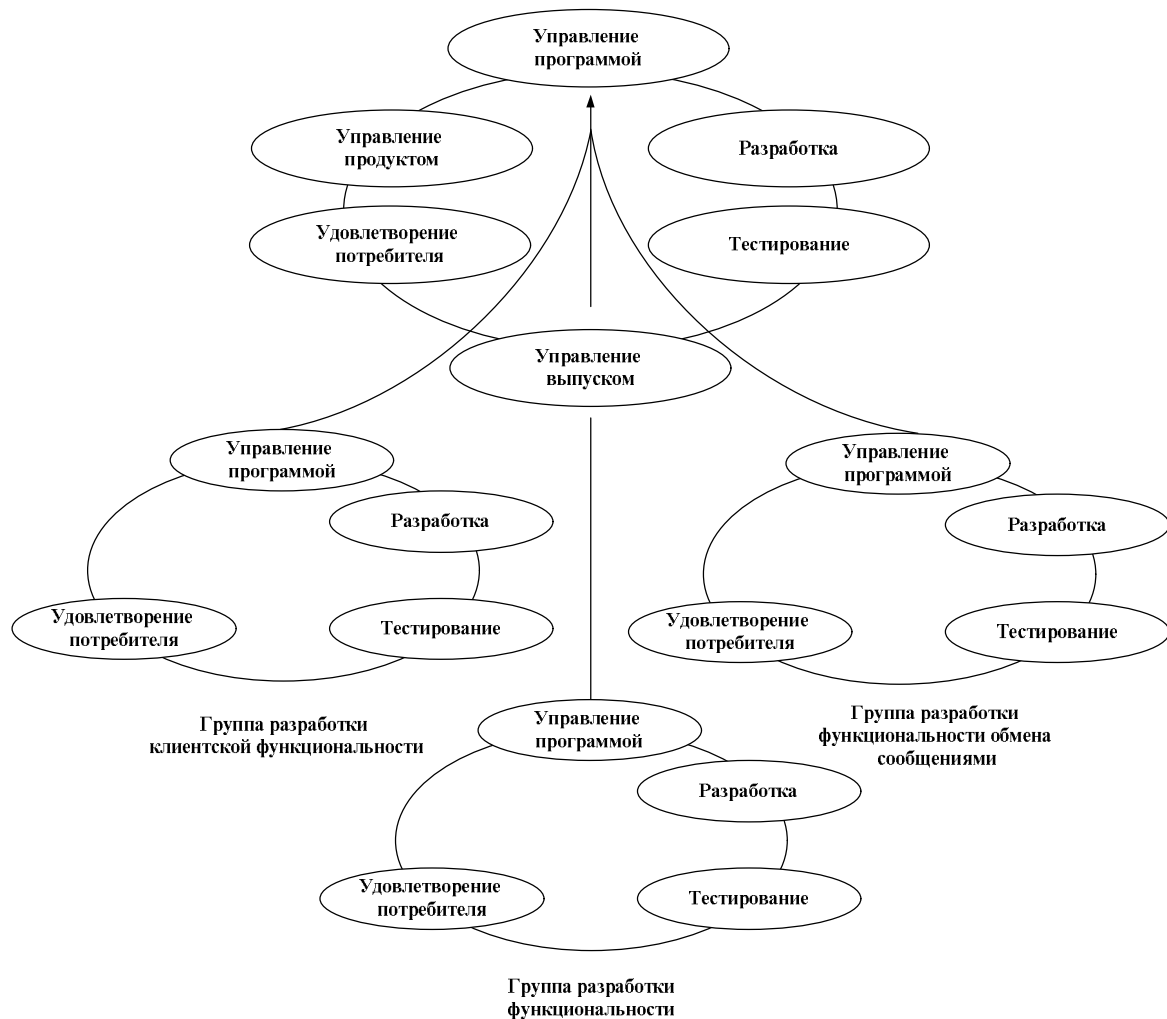 Управление
программой
Управление
продуктом
Разработка
Удовлетворение
потребителя
Тестирование
Управление
выпуском
Управление
программой
Разработка
Удовлетворение
потребителя
Тестирование
Группа разработки
клиентской функциональности
Управление
программой
Разработка
Удовлетворение
потребителя
Тестирование
Группа разработки
функциональности обмена
сообщениями
Управление
программой
Разработка
Удовлетворение
потребителя
Тестирование
Группа разработки
функциональности